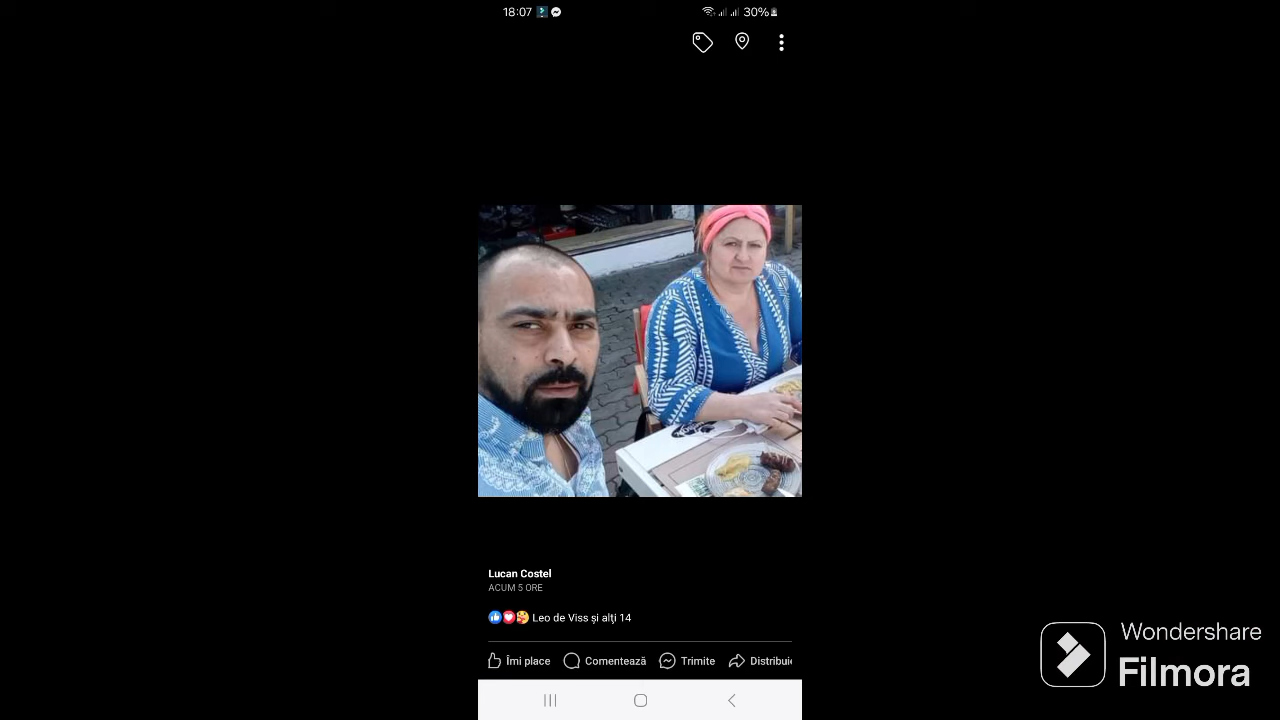 18:07
30%
Lucan Costel
ACUM 5 ORE
Leo de Viss și alți 14
Îmi place
Comentează
Trimite
Distribuie
Wondershare
Filmora